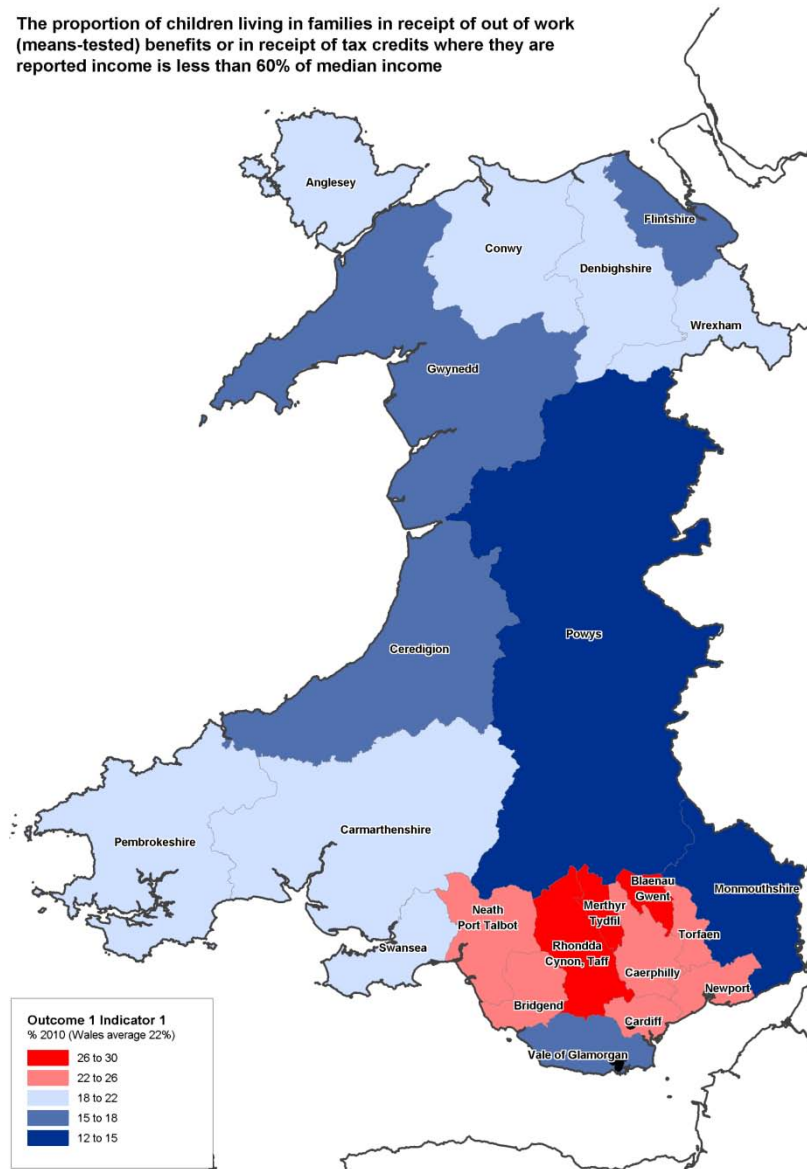 The proportion of children living in families in receipt of out of work
(means-tested) benefits or in receipt of tax credits where they are
reported income is less than 60% of median income
Anglesey
Flintshire
Conwy
Denbighshire
Wrexham
Gwynedd
Powys
Ceredigion
Pembrokeshire
Carmarthenshire
Swansea
Neath
Port Talbot
Merthyr
Tydfil
Blaenau
Gwent
Monmouthshire
Torfaen
Rhondda
Cynon, Taff
Caerphilly
Newport
Bridgend
Cardiff
Vale of Glamorgan
Outcome 1 Indicator 1
% 2010 (Wales average 22%)
26 to 30
22 to 26
18 to 22
15 to 18
12 to 15